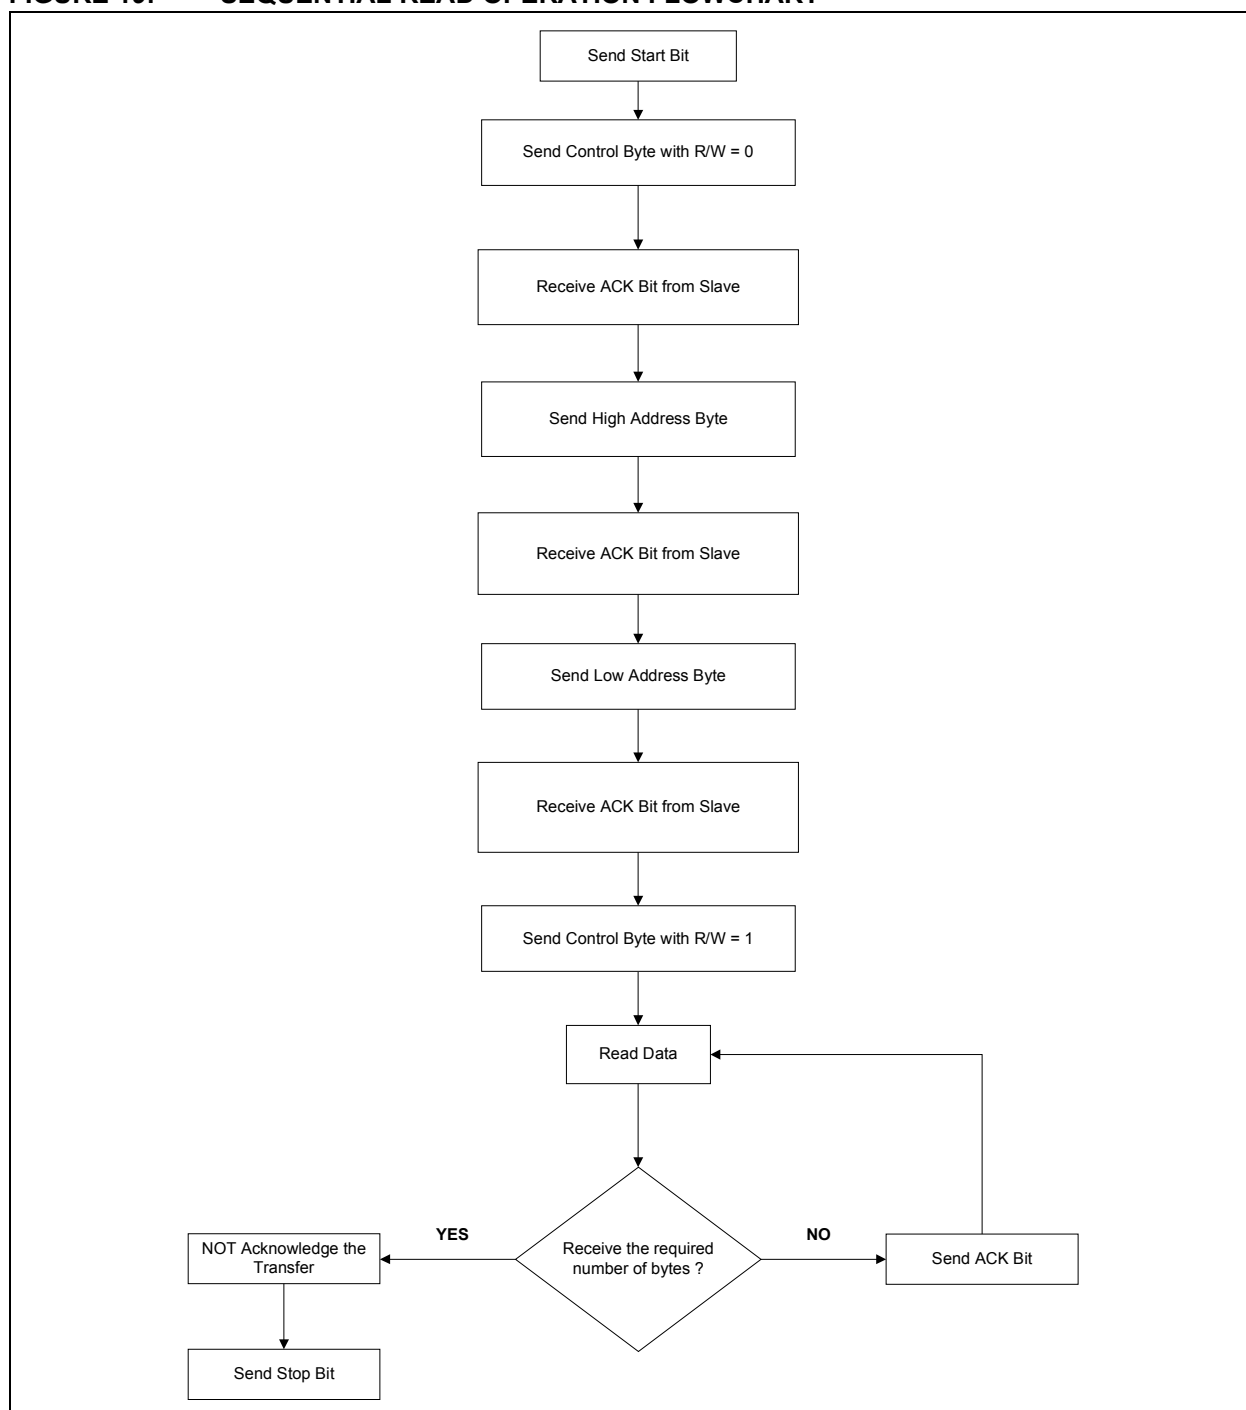 SEQUENTIAL READ OPERATION FLOWCHART
Send Start Bit
Send Control Byte with R/W = 0
Receive ACK Bit from Slave
Send High Address Byte
Receive ACK Bit from Slave
Send Low Address Byte
Receive ACK Bit from Slave
Send Control Byte with R/W = 1
Read Data
YES
NO
NOT Acknowledge the
Transfer
Receive the required
number of bytes ?
Send ACK Bit
Send Stop Bit